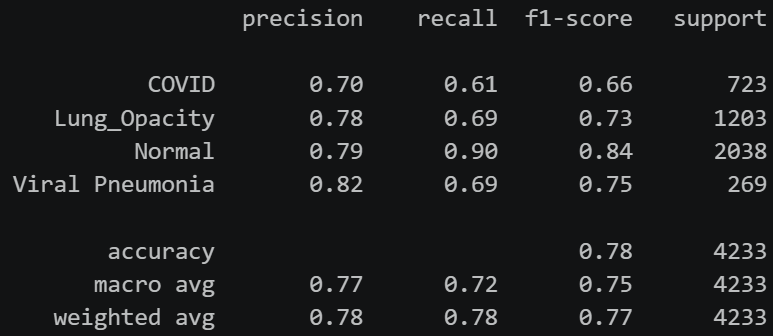 precision recall f1-score support
COVID 0.70 0.61 0.66 723
Lung_Opacity 0.78 0.69 0.73 1203
Normal 0.79 0.90 0.84 2038
Viral Pneumonia 0.82 0.69 0.75 269
accuracy 0.78 4233
macro avg 0.77 0.72 0.75 4233
weighted avg 0.78 0.78 0.77 4233